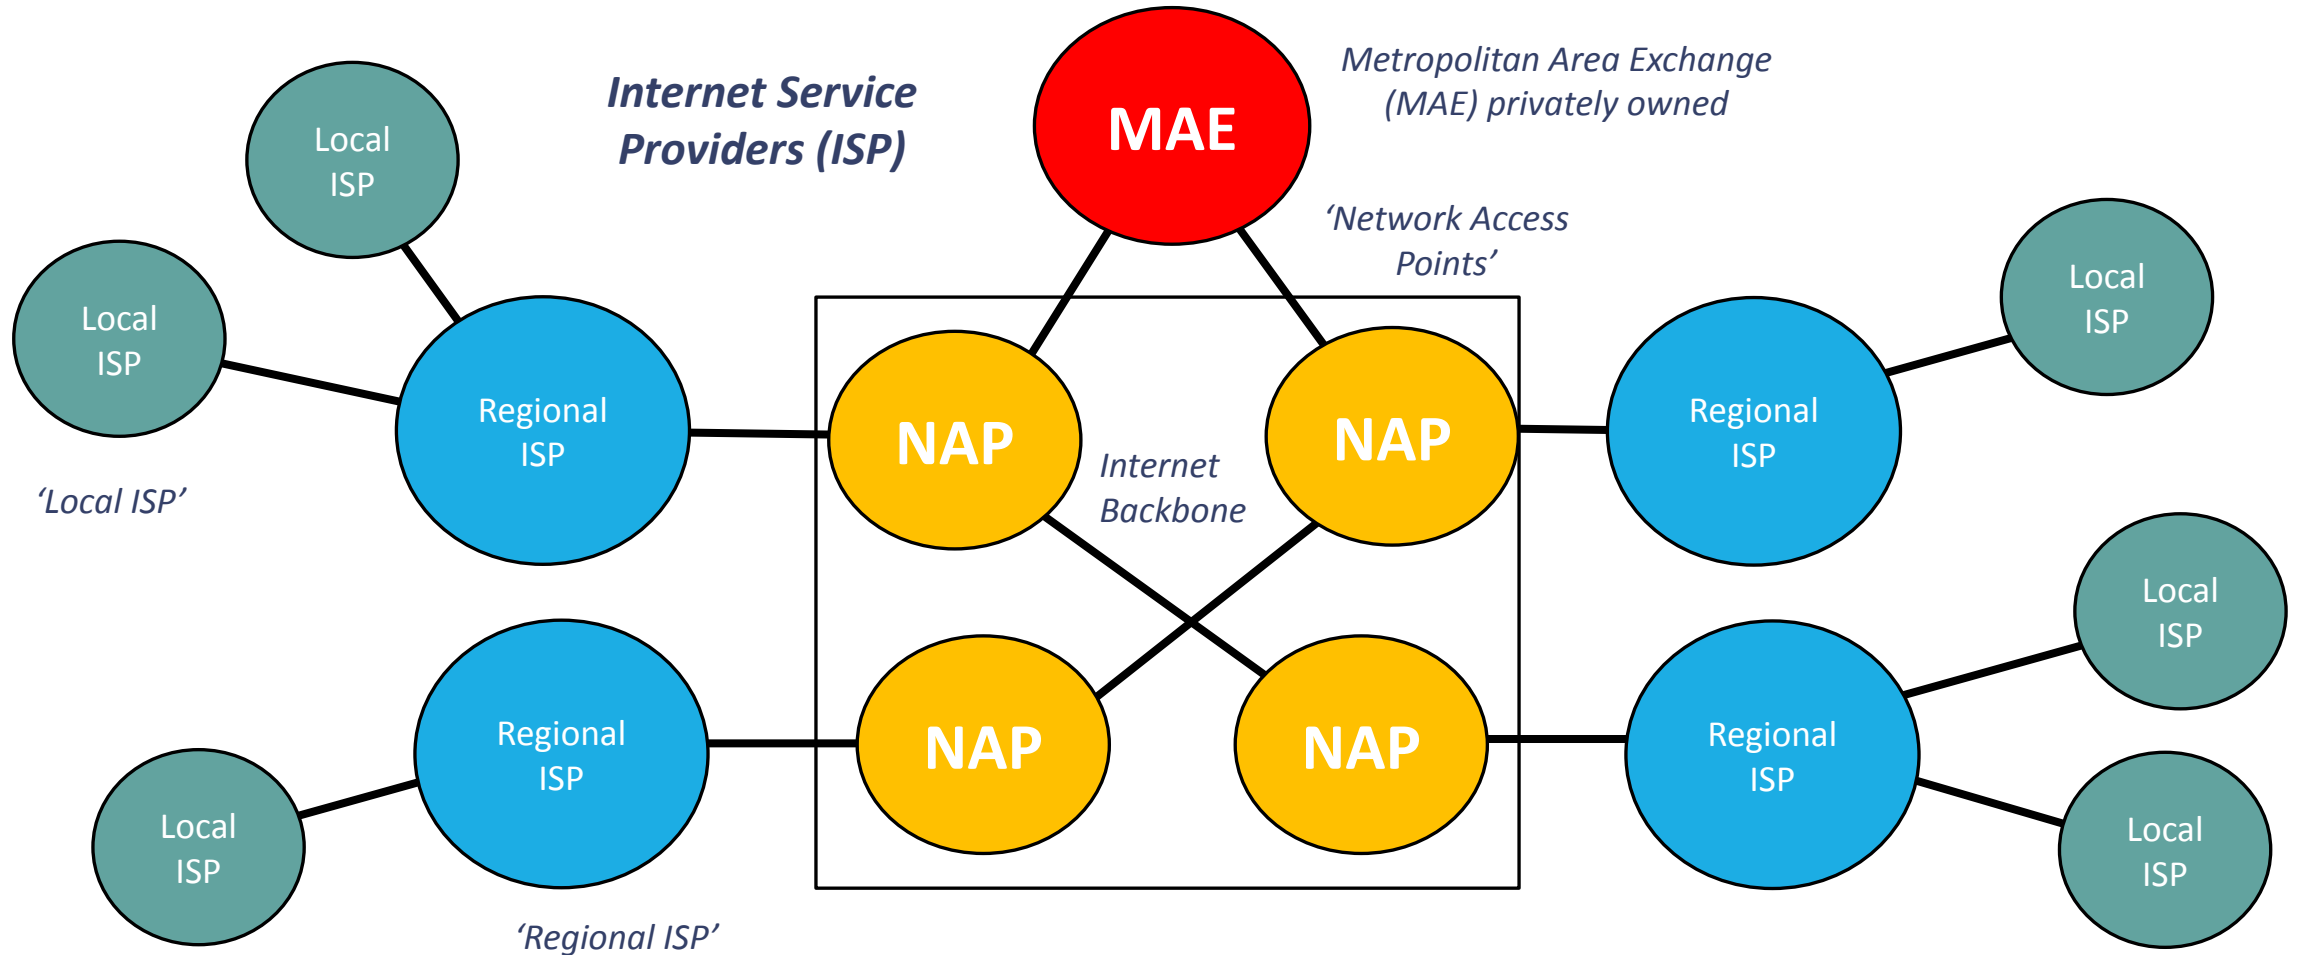 Internet Service
Providers (ISP)
MAE
Metropolitan Area Exchange
(MAE) privately owned
‘Network Access
Points’
Local
ISP
Local
ISP
Regional
ISP
‘Local ISP’
NAP
Internet
Backbone
NAP
Regional
ISP
Local
ISP
Local
ISP
Regional
ISP
‘Regional ISP’
NAP
NAP
Regional
ISP
Local
ISP
Local
ISP